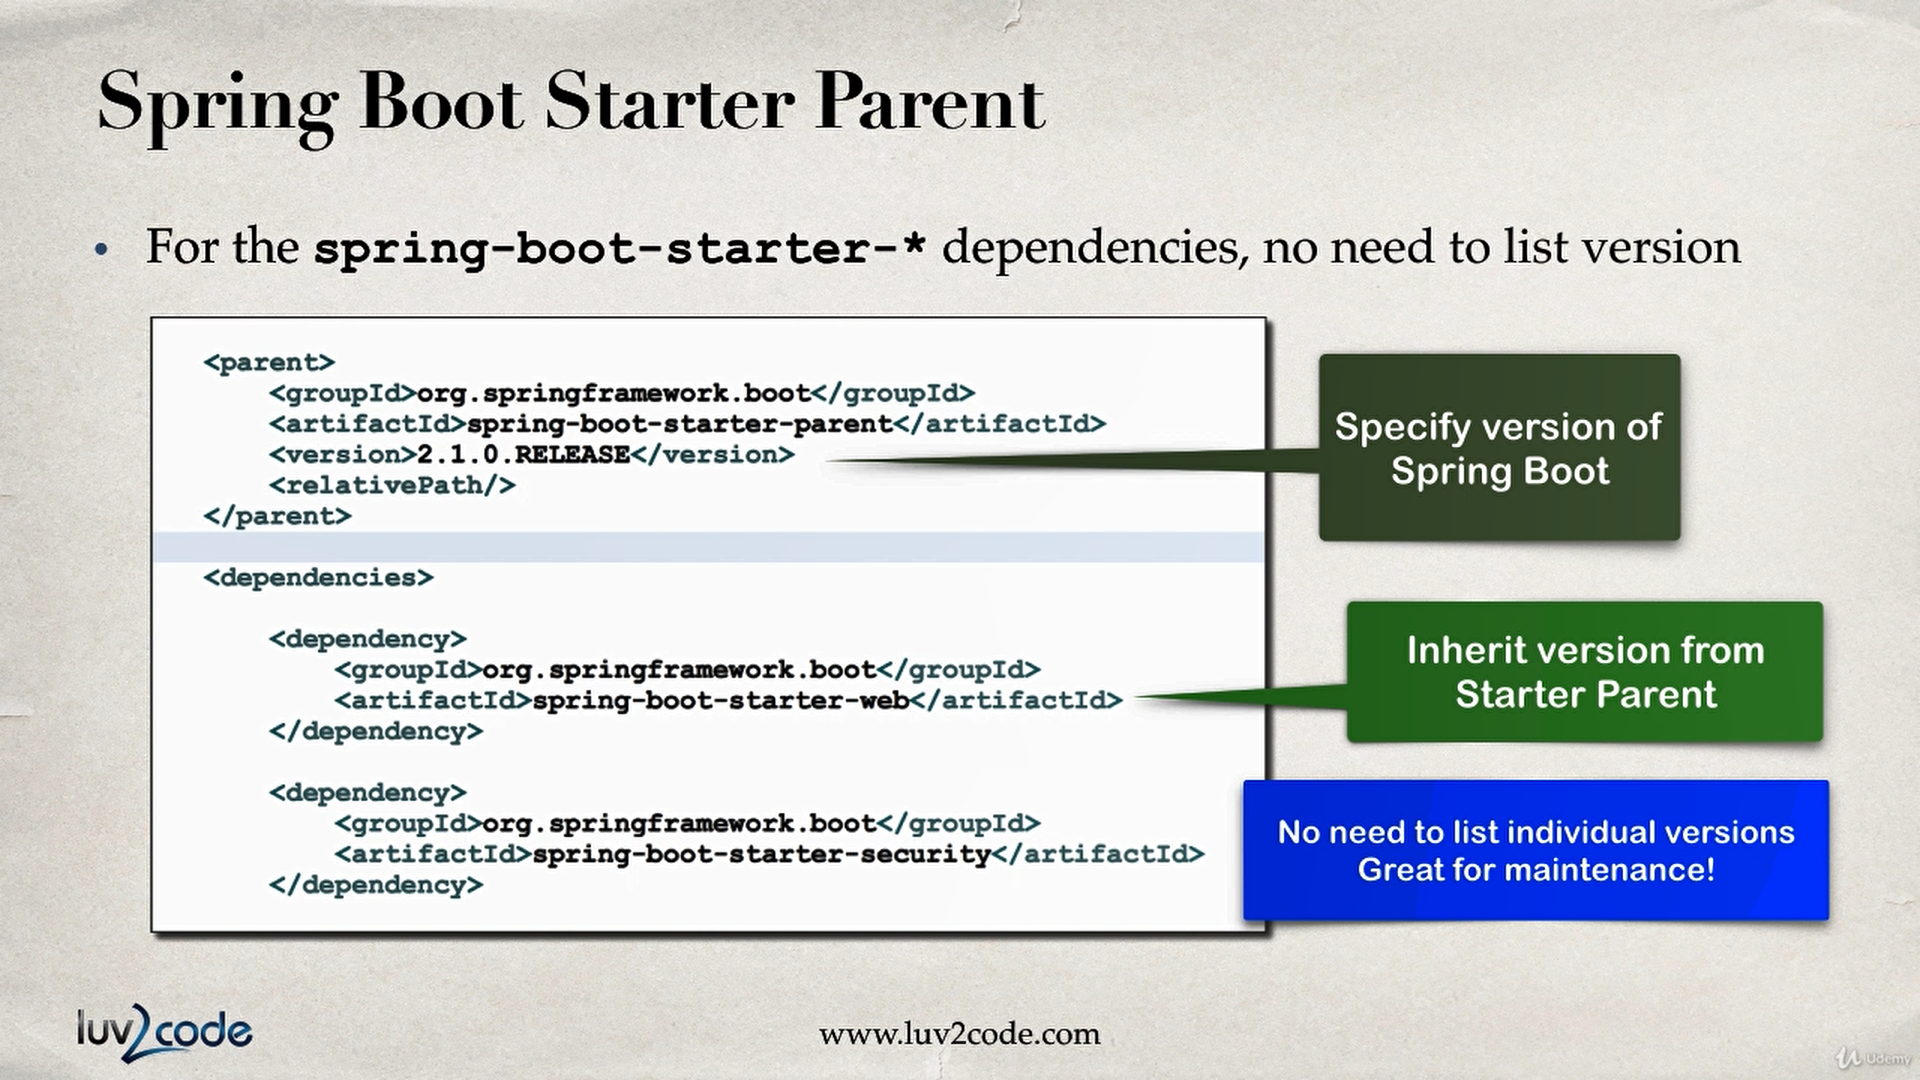 Spring Boot Starter Parent
• For the spring-boot-starter-* dependencies, no need to list version
<parent>
<groupId>org.springframework.boot</groupId>
<artifactId>spring-boot-starter-parent</artifactId>
<version>2.1.0.RELEASE</version>
<relativePath/>
</parent>
<dependencies>
<dependency>
<groupId>org.springframework.boot</groupId>
<artifactId>spring-boot-starter-web</artifactId>
</dependency>
<dependency>
<groupId>org.springframework.boot</groupId>
<artifactId>spring-boot-starter-security</artifactId>
</dependency>
Specify version of
Spring Boot
Inherit version from
Starter Parent
No need to list individual versions
Great for maintenance!
luv2code
www.luv2code.com
Udemy